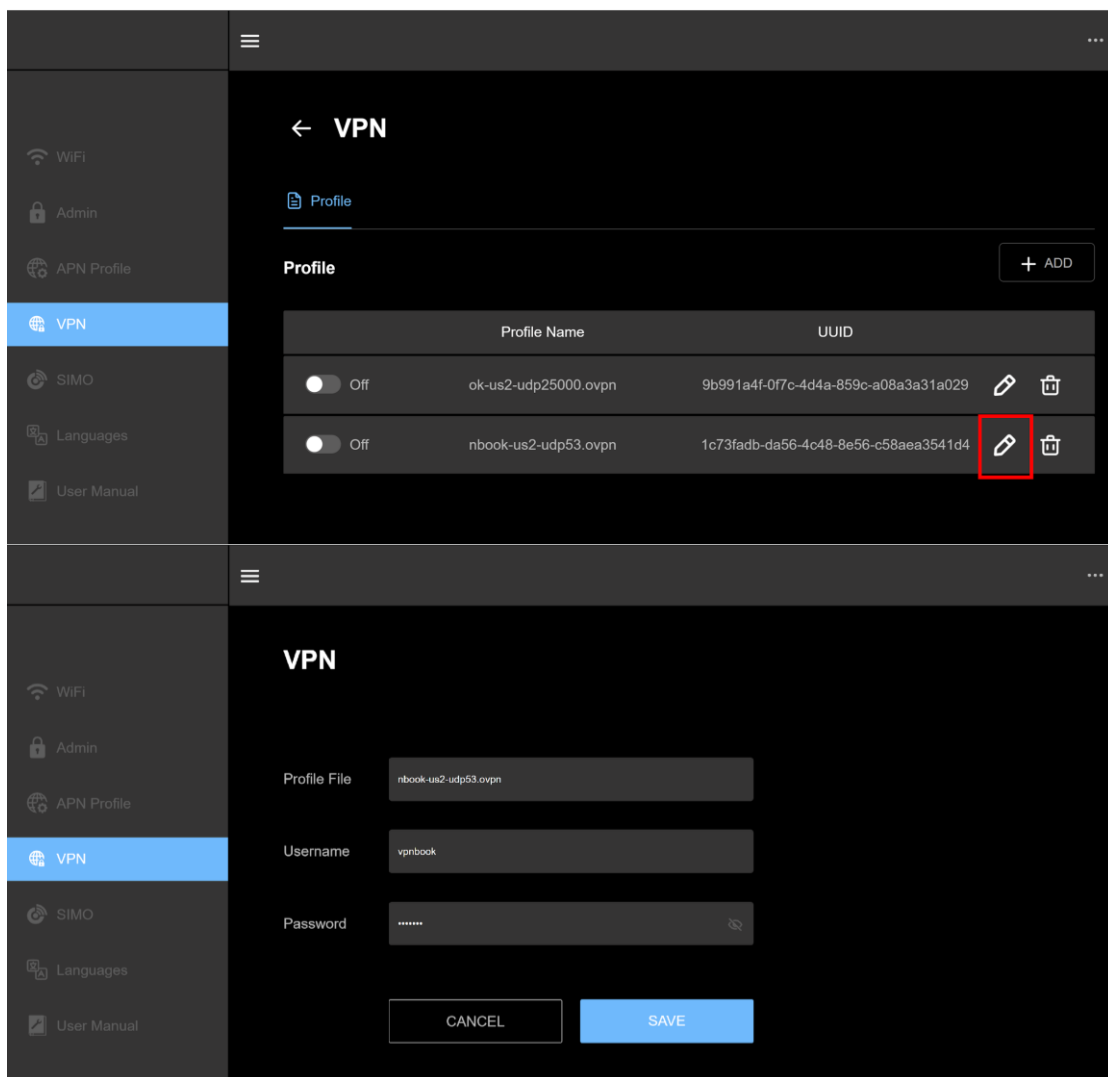 VPN
WiFi
Profile
Admin
Profile
+ ADD
APN Profile
VPN
Profile Name UUID
SIMO
Off ok-us2-udp25000.ovpn 9b991a4f-0f7c-4d4a-859c-a08a3a31a029
Languages
Off nbook-us2-udp53.ovpn 1c73fadb-da56-4c48-8e56-c58aea3541d4
User Manual
VPN
WiFi
Admin
Profile File nbook-us2-udp53.ovpn
APN Profile
VPN
Username vpnbook
SIMO
Password •••••••
Languages
CANCEL SAVE
User Manual